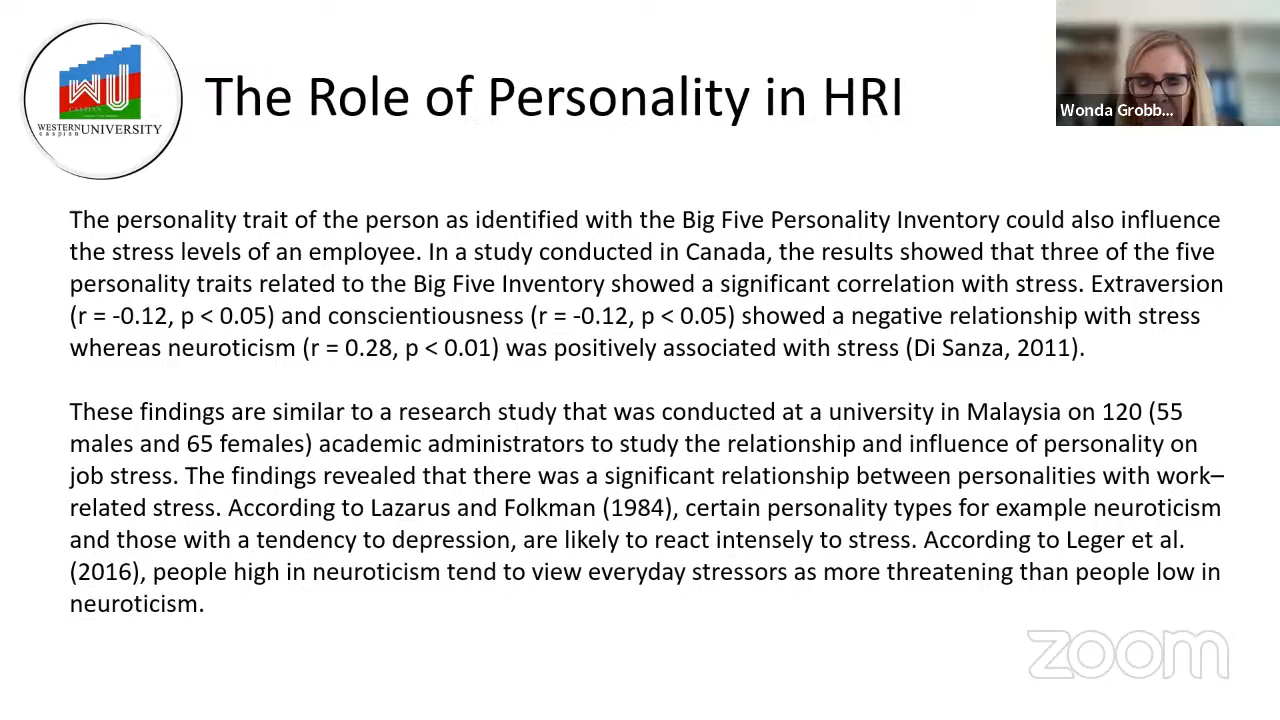 WU
CASPIAN
WESTERN UNIVERSITY
caspian
The Role of Personality in HRI
Wonda Grobb...
The personality trait of the person as identified with the Big Five Personality Inventory could also influence
the stress levels of an employee. In a study conducted in Canada, the results showed that three of the five
personality traits related to the Big Five Inventory showed a significant correlation with stress. Extraversion
(r = -0.12, p < 0.05) and conscientiousness (r = -0.12, p < 0.05) showed a negative relationship with stress
whereas neuroticism (r = 0.28, p < 0.01) was positively associated with stress (Di Sanza, 2011).
These findings are similar to a research study that was conducted at a university in Malaysia on 120 (55
males and 65 females) academic administrators to study the relationship and influence of personality on
job stress. The findings revealed that there was a significant relationship between personalities with work–
related stress. According to Lazarus and Folkman (1984), certain personality types for example neuroticism
and those with a tendency to depression, are likely to react intensely to stress. According to Leger et al.
(2016), people high in neuroticism tend to view everyday stressors as more threatening than people low in
neuroticism.
zoom